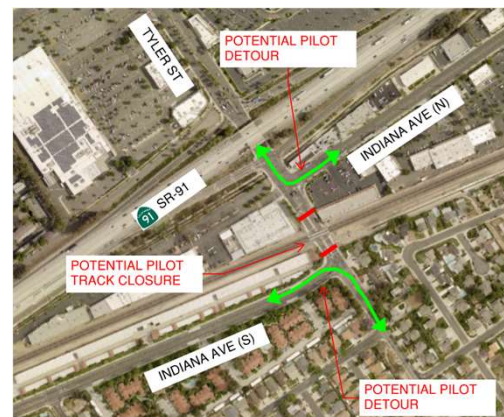 POTENTIAL PILOT
DETOUR
TYLER ST
INDIANA AVE (N)
91
SR-91
POTENTIAL PILOT
TRACK CLOSURE
INDIANA AVE (S)
POTENTIAL PILOT
DETOUR